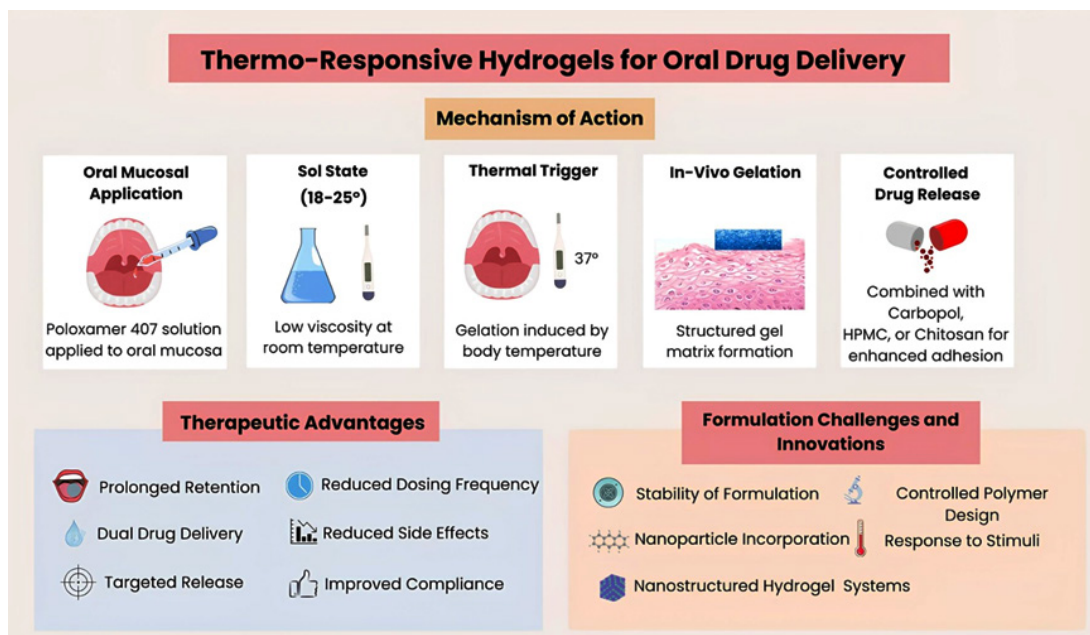 Thermo-Responsive Hydrogels for Oral Drug Delivery
Mechanism of Action
Oral Mucosal
Application
Poloxamer 407 solution
applied to oral mucosa
Sol State
(18-25°)
Low viscosity at
room temperature
Thermal Trigger
37°
Gelation induced by
body temperature
In-Vivo Gelation
Structured gel
matrix formation
Controlled
Drug Release
Combined with
Carbopol,
HPMC, or Chitosan for
enhanced adhesion
Therapeutic Advantages
Prolonged Retention
Reduced Dosing Frequency
Dual Drug Delivery
Reduced Side Effects
Targeted Release
Improved Compliance
Formulation Challenges and
Innovations
Stability of Formulation
Controlled Polymer
Design
Nanoparticle Incorporation
Response to Stimuli
Nanostructured Hydrogel Systems